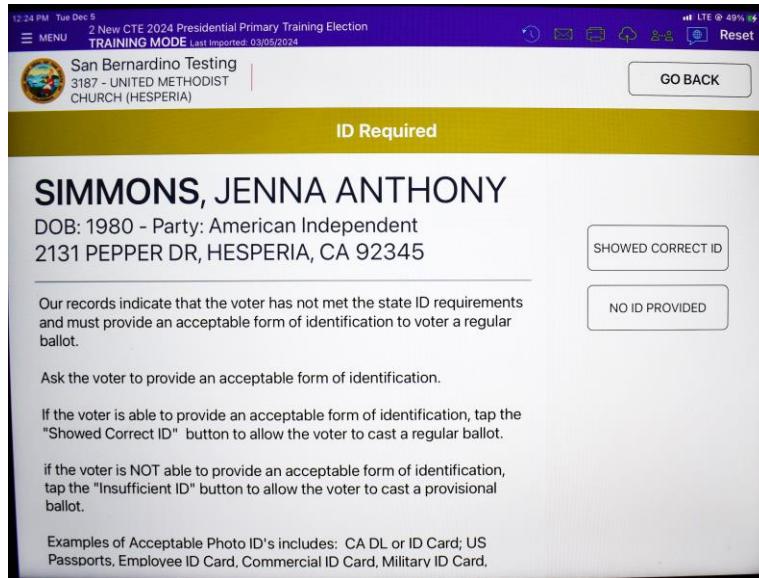 12:24 PM Tue Dec 5
LTE 49%
MENU
2 New CTE 2024 Presidential Primary Training Election
TRAINING MODE Last Imported: 03/05/2024
Reset
San Bernardino Testing
3187 - UNITED METHODIST
CHURCH (HESPERIA)
GO BACK
ID Required
SIMMONS, JENNA ANTHONY
DOB: 1980 - Party: American Independent
2131 PEPPER DR, HESPERIA, CA 92345
SHOWED CORRECT ID
NO ID PROVIDED
Our records indicate that the voter has not met the state ID requirements
and must provide an acceptable form of identification to voter a regular
ballot.
Ask the voter to provide an acceptable form of identification.
If the voter is able to provide an acceptable form of identification, tap the
"Showed Correct ID" button to allow the voter to cast a regular ballot.
if the voter is NOT able to provide an acceptable form of identification,
tap the "Insufficient ID" button to allow the voter to cast a provisional
ballot.
Examples of Acceptable Photo ID's includes: CA DL or ID Card; US
Passports, Employee ID Card, Commercial ID Card, Military ID Card,